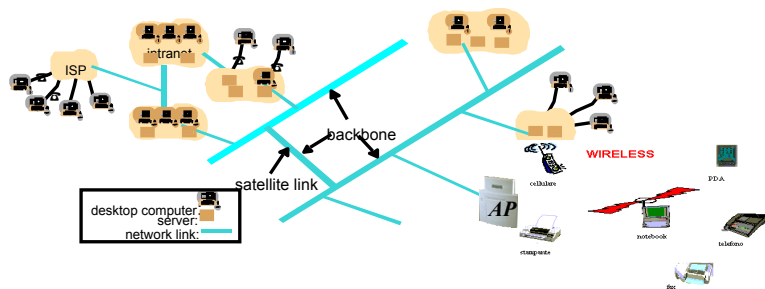 intranet
ISP
backbone
satellite link
desktop computer:
server:
network link:
WIRELESS
cellulare
PDA
AP
stampante
notebook
telefono
fax